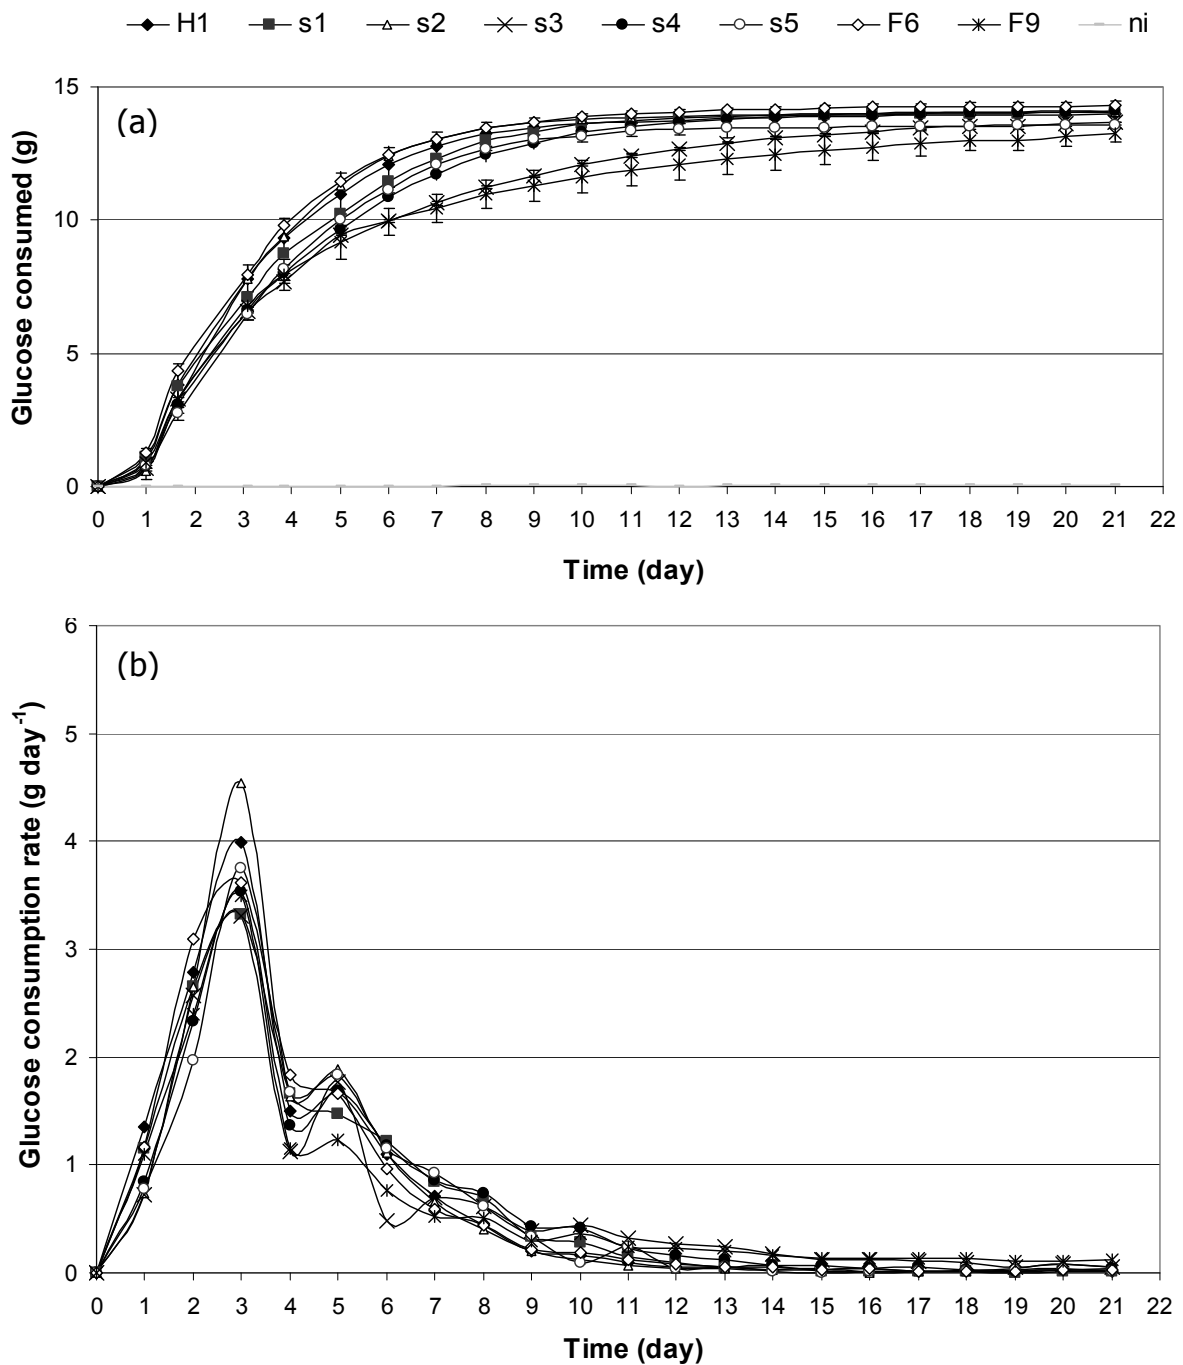 H1 s1 s2 s3 s4 s5 F6 F9 ni
(a)
Glucose consumed (g)
15
10
5
0
0 1 2 3 4 5 6 7 8 9 10 11 12 13 14 15 16 17 18 19 20 21 22
Time (day)
(b)
Glucose consumption rate (g day-1)
6
5
4
3
2
1
0
0 1 2 3 4 5 6 7 8 9 10 11 12 13 14 15 16 17 18 19 20 21 22
Time (day)